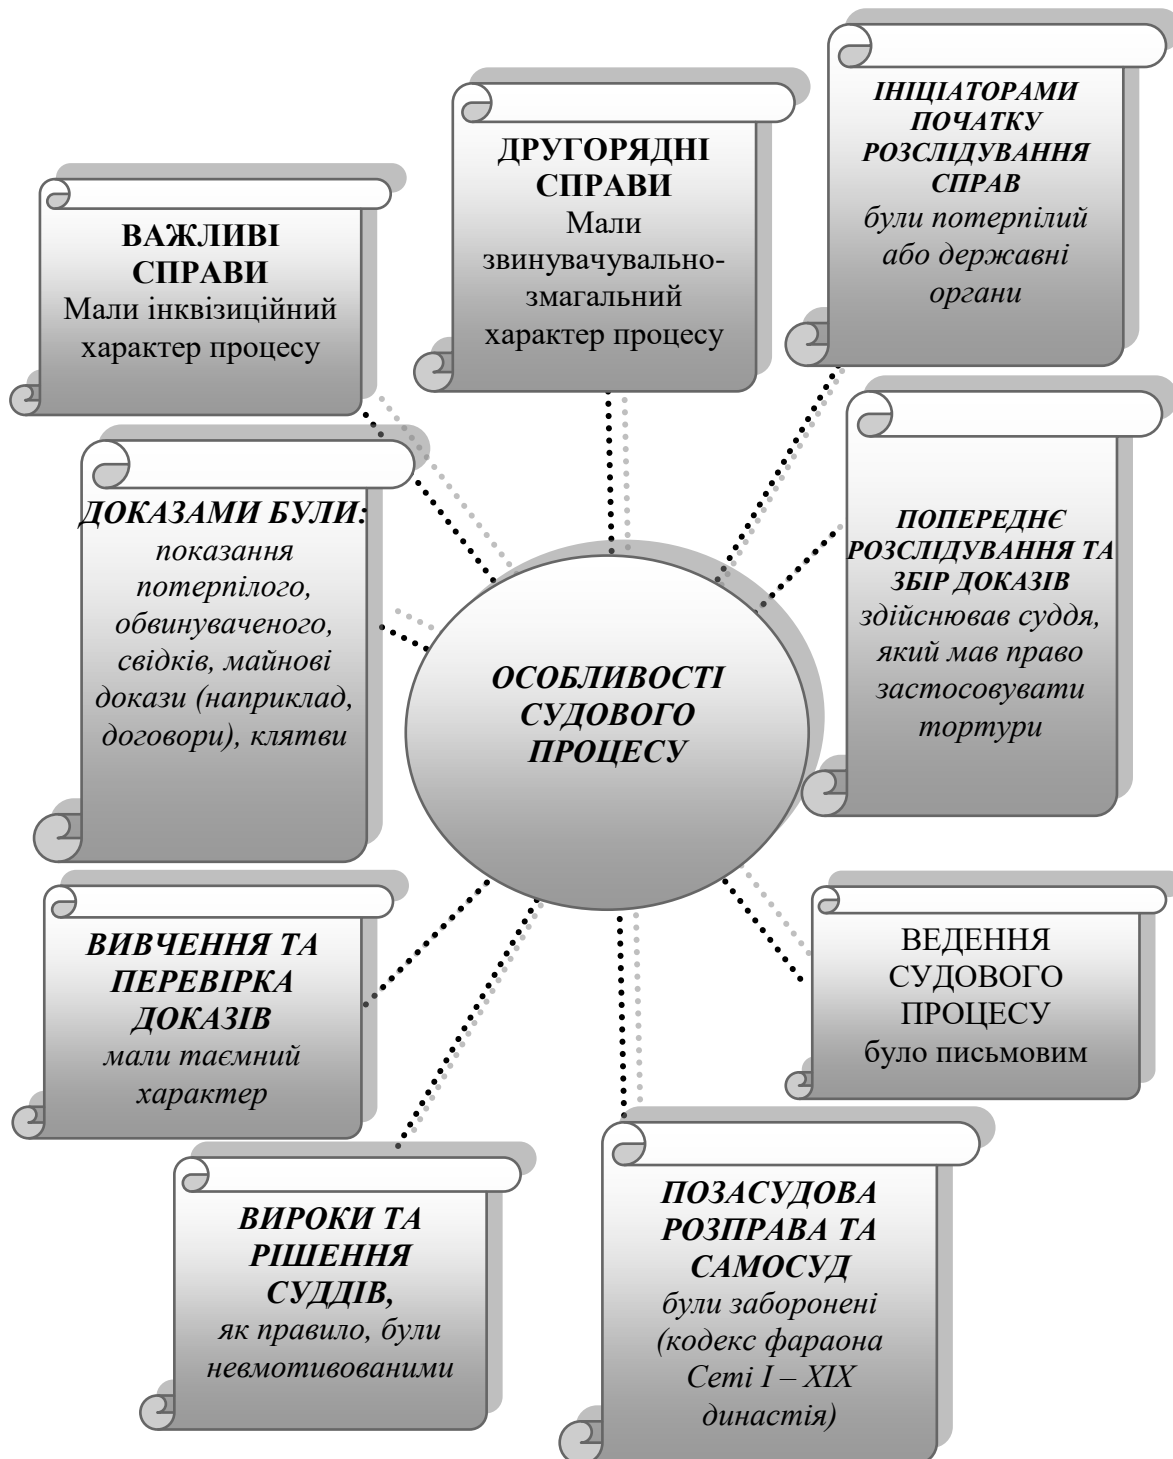 ВАЖЛИВІ
СПРАВИ
Мали інквізиційний
характер процесу
ДРУГОРЯДНІ
СПРАВИ
Мали
звинувачувально-
змагальний
характер процесу
ІНІЦІАТОРАМИ
ПОЧАТКУ
РОЗСЛІДУВАННЯ
СПРАВ
були потерпілий
або державні
органи
ДОКАЗАМИ БУЛИ:
показання
потерпілого,
обвинуваченого,
свідків, майнові
докази (наприклад,
договори), клятви
ОСОБЛИВОСТІ
СУДОВОГО
ПРОЦЕСУ
ПОПЕРЕДНЄ
РОЗСЛІДУВАННЯ ТА
ЗБІР ДОКАЗІВ
здійснював суддя,
який мав право
застосовувати
тортури
ВИВЧЕННЯ ТА
ПЕРЕВІРКА
ДОКАЗІВ
мали таємний
характер
ВЕДЕННЯ
СУДОВОГО
ПРОЦЕСУ
було письмовим
ВИРОКИ ТА
РІШЕННЯ
СУДДІВ,
як правило, були
невмотивованими
ПОЗАСУДОВА
РОЗПРАВА ТА
САМОСУД
були заборонені
(кодекс фараона
Сеті І – ХІХ
династія)